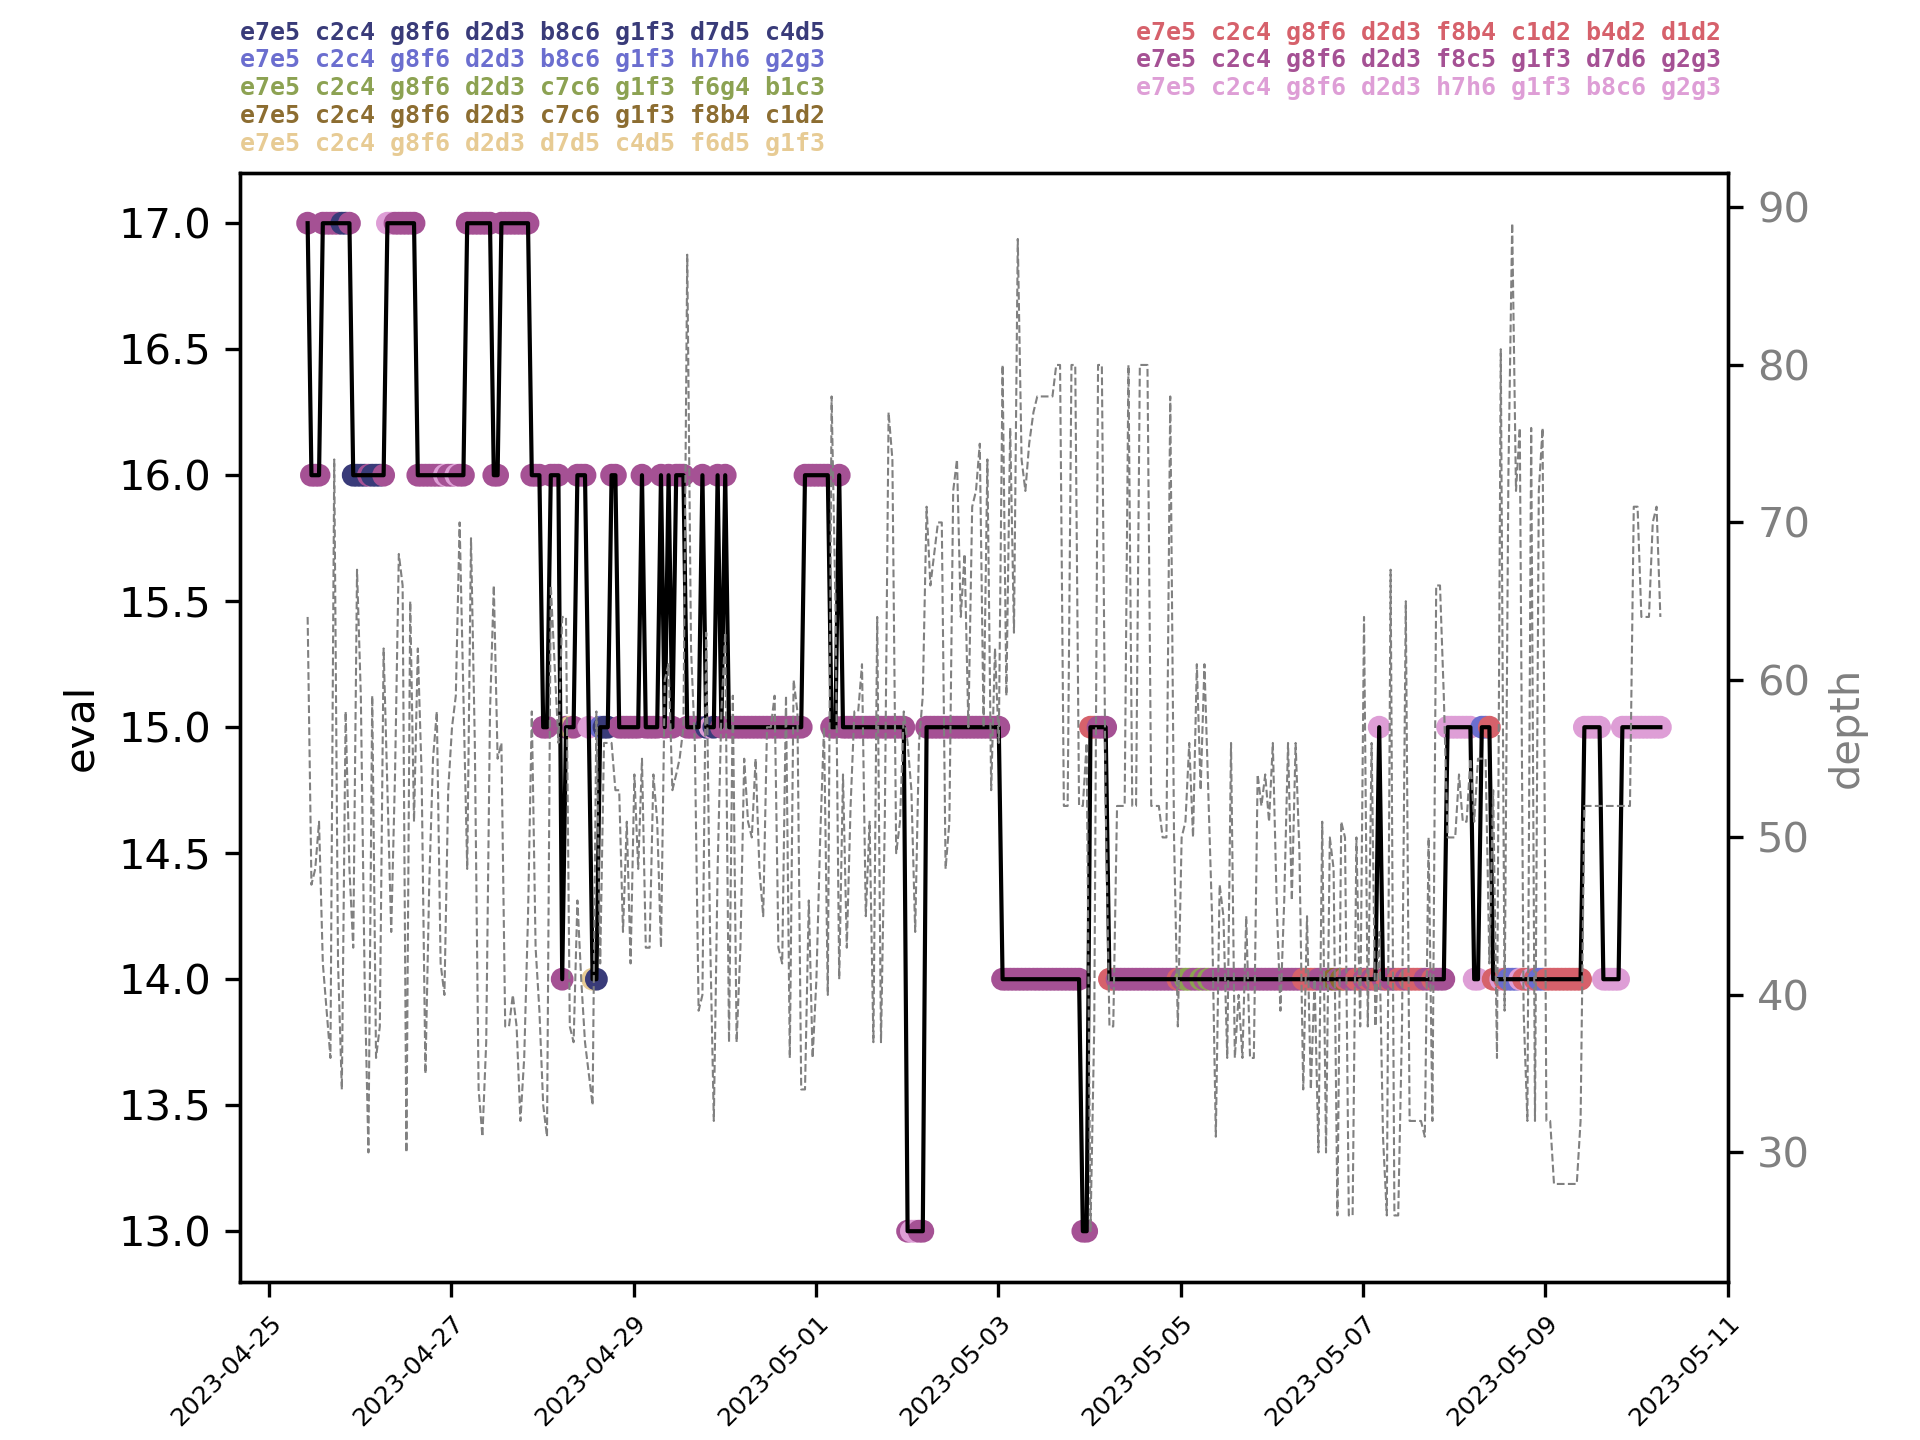 e7e5 c2c4 g8f6 d2d3 b8c6 g1f3 d7d5 c4d5
e7e5 c2c4 g8f6 d2d3 b8c6 g1f3 h7h6 g2g3
e7e5 c2c4 g8f6 d2d3 c7c6 g1f3 f6g4 b1c3
e7e5 c2c4 g8f6 d2d3 c7c6 g1f3 f8b4 c1d2
e7e5 c2c4 g8f6 d2d3 d7d5 c4d5 f6d5 g1f3
e7e5 c2c4 g8f6 d2d3 f8b4 c1d2 b4d2 d1d2
e7e5 c2c4 g8f6 d2d3 f8c5 g1f3 d7d6 g2g3
e7e5 c2c4 g8f6 d2d3 h7h6 g1f3 b8c6 g2g3
eval
17.0
16.5
16.0
15.5
15.0
14.5
14.0
13.5
13.0
90
80
70
60
50
40
30
depth
2023-04-25
2023-04-27
2023-04-29
2023-05-01
2023-05-03
2023-05-05
2023-05-07
2023-05-09
2023-05-11